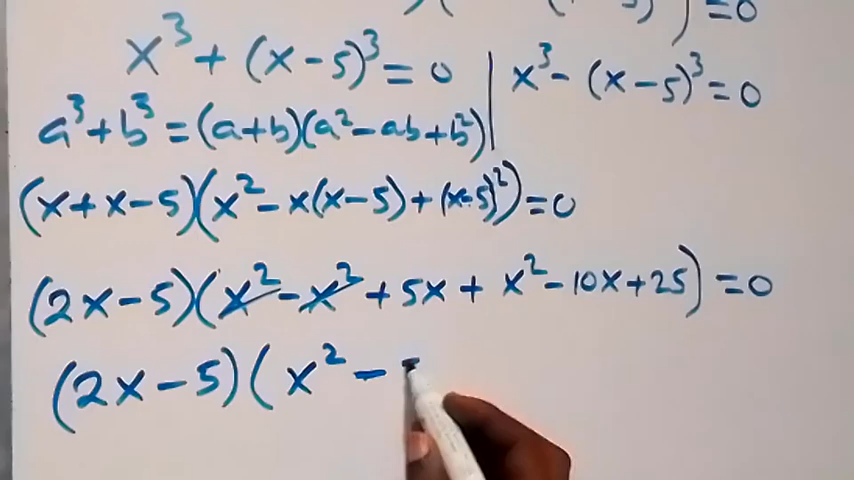 = 0
x³ + (x - 5)³ = 0 | x³ - (x - 5)³ = 0
a³ + b³ = (a+b)(a² - ab + b²)
(x + x - 5)(x² - x(x - 5) + (x - 5)²) = 0
(2x - 5)(x² - x² + 5x + x² - 10x + 25) = 0
(2x - 5)(x² -